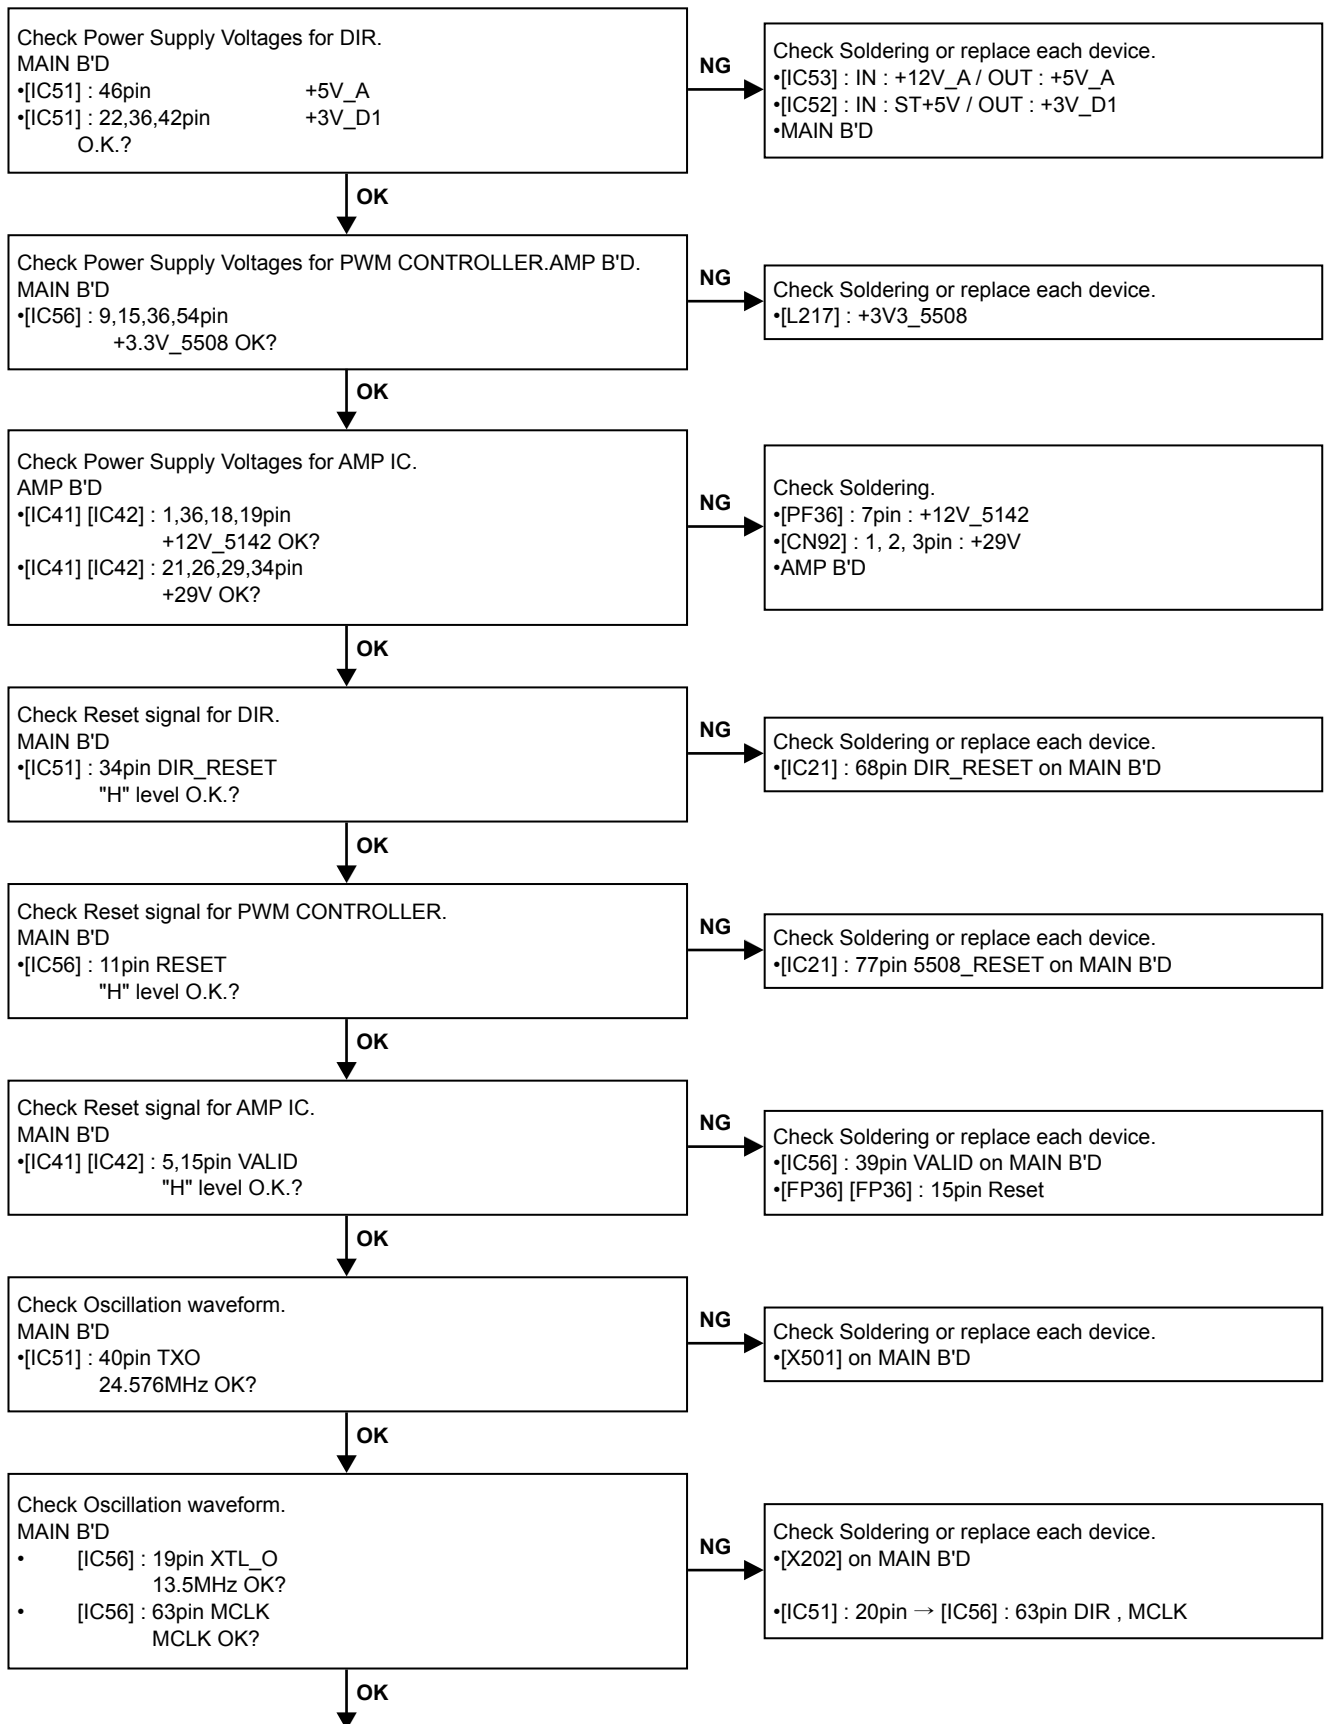 Check Power Supply Voltages for DIR.
MAIN B'D
•[IC51] : 46pin +5V_A
•[IC51] : 22,36,42pin +3V_D1
O.K.?
NG
Check Soldering or replace each device.
•[IC53] : IN : +12V_A / OUT : +5V_A
•[IC52] : IN : ST+5V / OUT : +3V_D1
•MAIN B'D
OK
Check Power Supply Voltages for PWM CONTROLLER.AMP B'D.
MAIN B'D
•[IC56] : 9,15,36,54pin
+3.3V_5508 OK?
NG
Check Soldering or replace each device.
•[L217] : +3V3_5508
OK
Check Power Supply Voltages for AMP IC.
AMP B'D
•[IC41] [IC42] : 1,36,18,19pin
+12V_5142 OK?
•[IC41] [IC42] : 21,26,29,34pin
+29V OK?
NG
Check Soldering.
•[PF36] : 7pin : +12V_5142
•[CN92] : 1, 2, 3pin : +29V
•AMP B'D
OK
Check Reset signal for DIR.
MAIN B'D
•[IC51] : 34pin DIR_RESET
"H" level O.K.?
NG
Check Soldering or replace each device.
•[IC21] : 68pin DIR_RESET on MAIN B'D
OK
Check Reset signal for PWM CONTROLLER.
MAIN B'D
•[IC56] : 11pin RESET
"H" level O.K.?
NG
Check Soldering or replace each device.
•[IC21] : 77pin 5508_RESET on MAIN B'D
OK
Check Reset signal for AMP IC.
MAIN B'D
•[IC41] [IC42] : 5,15pin VALID
"H" level O.K.?
NG
Check Soldering or replace each device.
•[IC56] : 39pin VALID on MAIN B'D
•[FP36] [FP36] : 15pin Reset
OK
Check Oscillation waveform.
MAIN B'D
•[IC51] : 40pin TXO
24.576MHz OK?
NG
Check Soldering or replace each device.
•[X501] on MAIN B'D
OK
Check Oscillation waveform.
MAIN B'D
• [IC56] : 19pin XTL_O
13.5MHz OK?
• [IC56] : 63pin MCLK
MCLK OK?
NG
Check Soldering or replace each device.
•[X202] on MAIN B'D
•[IC51] : 20pin → [IC56] : 63pin DIR , MCLK
OK